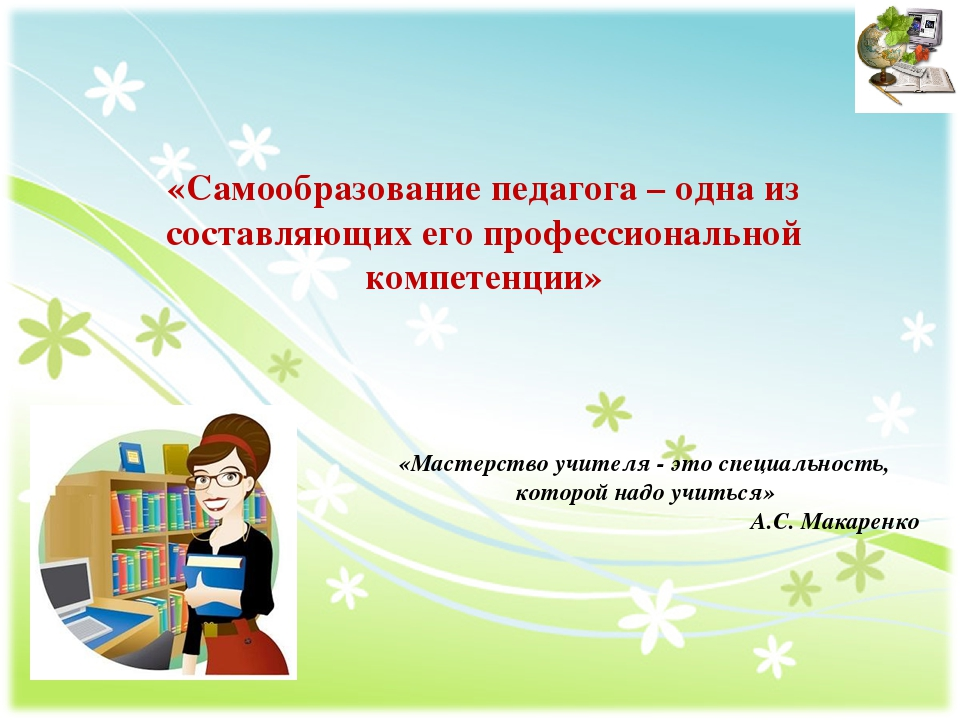 «Самообразование педагога – одна из
составляющих его профессиональной
компетенции»
«Мастерство учителя - это специальность,
которой надо учиться»
А.С. Макаренко